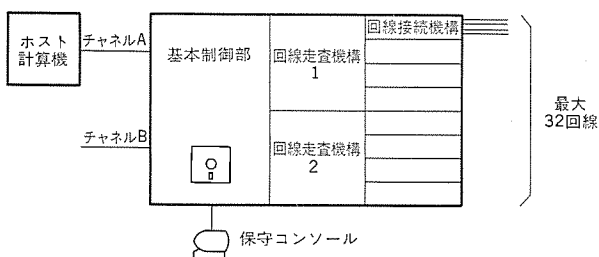 ホスト
計算機
チャネルA
チャネルB
基本制御部
回線走査機構
1
回線走査機構
2
回線接続機構
最大
32回線
保守コンソール